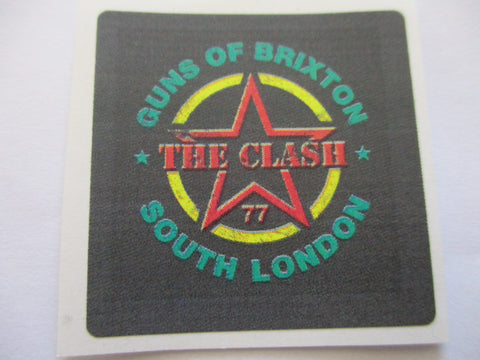 GUNS OF BRIXTON
THE CLASH
77
SOUTH LONDON